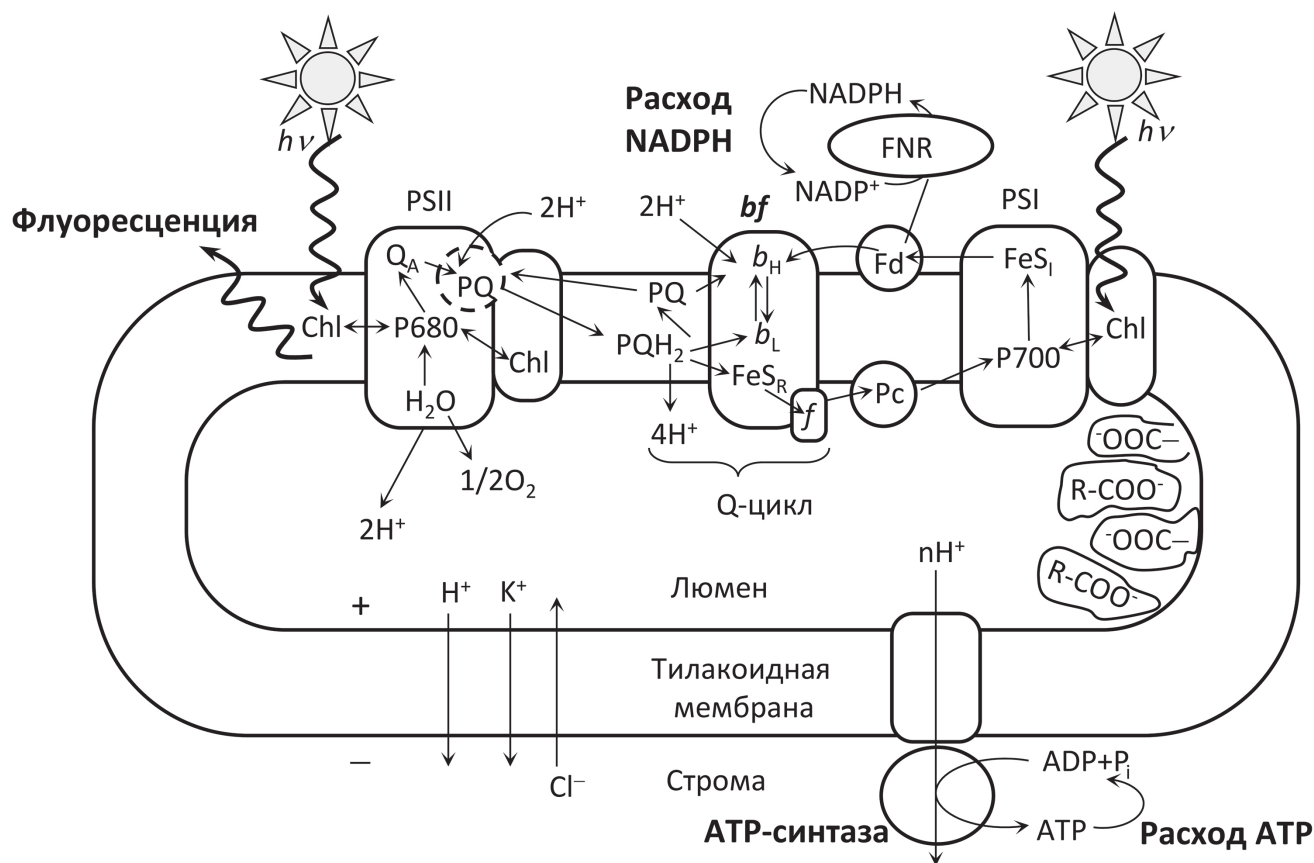 hν
Расход
NADPH
NADPH
FNR
NADP⁺
hν
Флуоресценция
PSII
2H⁺
2H⁺
bf
PSI
Q_A
PQ
b_H
Fd
FeS_I
PQ
Chl
P680
Chl
PQH₂
b_L
P700
Chl
FeS_R
H₂O
f
Pc
4H⁺
⁻OOC–
1/2O₂
R-COO⁻
Q-цикл
2H⁺
⁻OOC–
nH⁺
R-COO⁻
+
H⁺
K⁺
Люмен
Тилакоидная
мембрана
–
Cl⁻
Строма
ADP+P_i
АТР-синтаза
ATP
Расход АТР